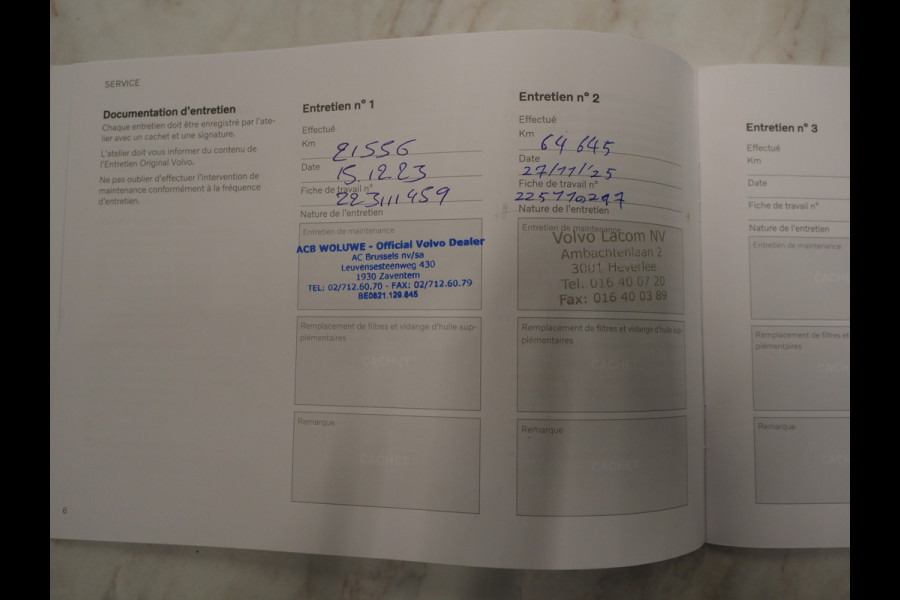 SERVICE
Documentation d'entretien
Chaque entretien doit être enregistré par l'ate-
lier avec un cachet et une signature.
L'atelier doit vous informer du contenu de
l'Entretien Original Volvo.
Ne pas oublier d'effectuer l'intervention de
maintenance conformément à la fréquence
d'entretien.
6
Entretien n° 1
Effectué
Km 21556
Date 15.12.23
Fiche de travail n° 223111459
Nature de l'entretien
Entretien de maintenance
ACB WOLUWE - Official Volvo Dealer
AC Brussels nv/sa
Leuvensesteenweg 430
1930 Zaventem
TEL: 02/712.60.70 - FAX: 02/712.60.79
BE0821.129.645
Remplacement de filtres et vidange d'huile sup-
plémentaires
CACHET
Remarque
CACHET
Entretien n° 2
Effectué
Km 64645
Date 27/11/25
Fiche de travail n°
Nature de l'entretien
Entretien de maintenance
Volvo Lacom NV
Ambachtenlaan 2
3001 Heverlee
Tel. 016 40 07 20
Fax: 016 40 03 89
Remplacement de filtres et vidange d'huile sup-
plémentaires
CACHET
Remarque
CACHET
Entretien n° 3
Effectué
Km
Date
Fiche de travail n°
Nature de l'entretien
Entretien de maintenance
Remplacement de filtres et
plémentaires
Remarque